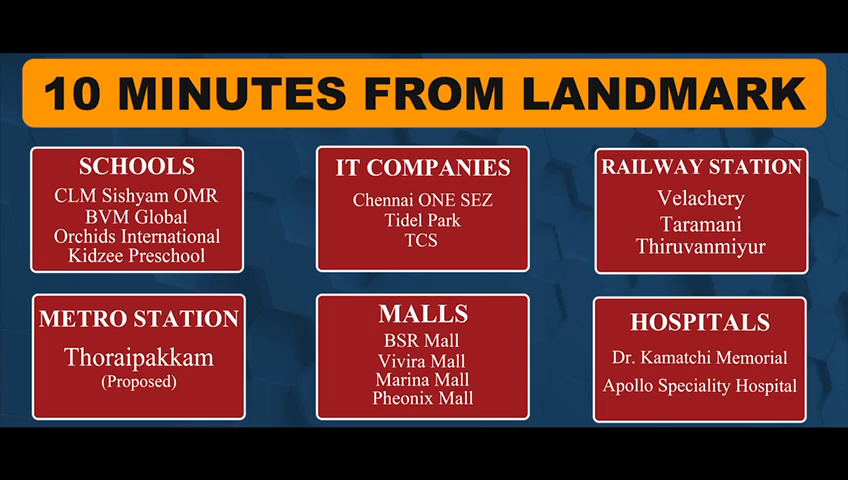 10 MINUTES FROM LANDMARK
SCHOOLS
CLM Sishyam OMR
BVM Global
Orchids International
Kidzee Preschool
IT COMPANIES
Chennai ONE SEZ
Tidel Park
TCS
RAILWAY STATION
Velachery
Taramani
Thiruvanmiyur
METRO STATION
Thoraipakkam
(Proposed)
MALLS
BSR Mall
Vivira Mall
Marina Mall
Pheonix Mall
HOSPITALS
Dr. Kamatchi Memorial
Apollo Speciality Hospital